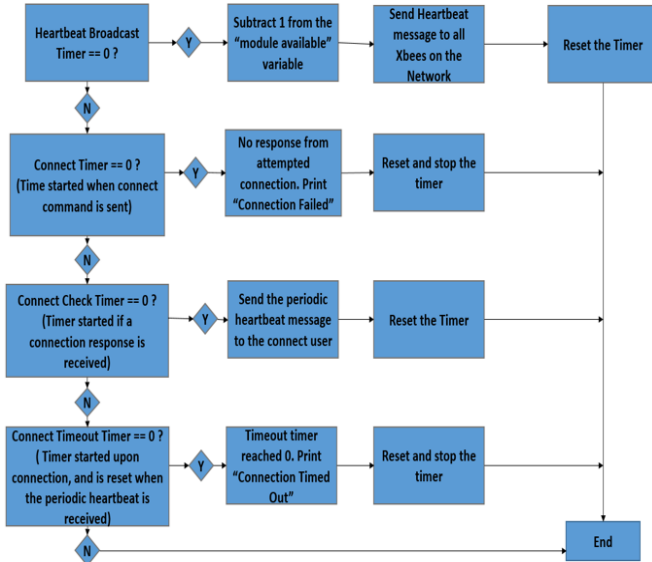 Heartbeat Broadcast
Timer == 0 ?
Y
Subtract 1 from the
“module available”
variable
Send Heartbeat
message to all
Xbees on the
Network
Reset the Timer
N
Connect Timer == 0 ?
(Time started when connect
command is sent)
Y
No response from
attempted
connection. Print
“Connection Failed”
Reset and stop the
timer
N
Connect Check Timer == 0 ?
(Timer started if a
connection response is
received)
Y
Send the periodic
heartbeat message
to the connect user
Reset the Timer
N
Connect Timeout Timer == 0 ?
( Timer started upon
connection, and is reset when
the periodic heartbeat is
received)
Y
Timeout timer
reached 0. Print
“Connection Timed
Out”
Reset and stop the
timer
N
End